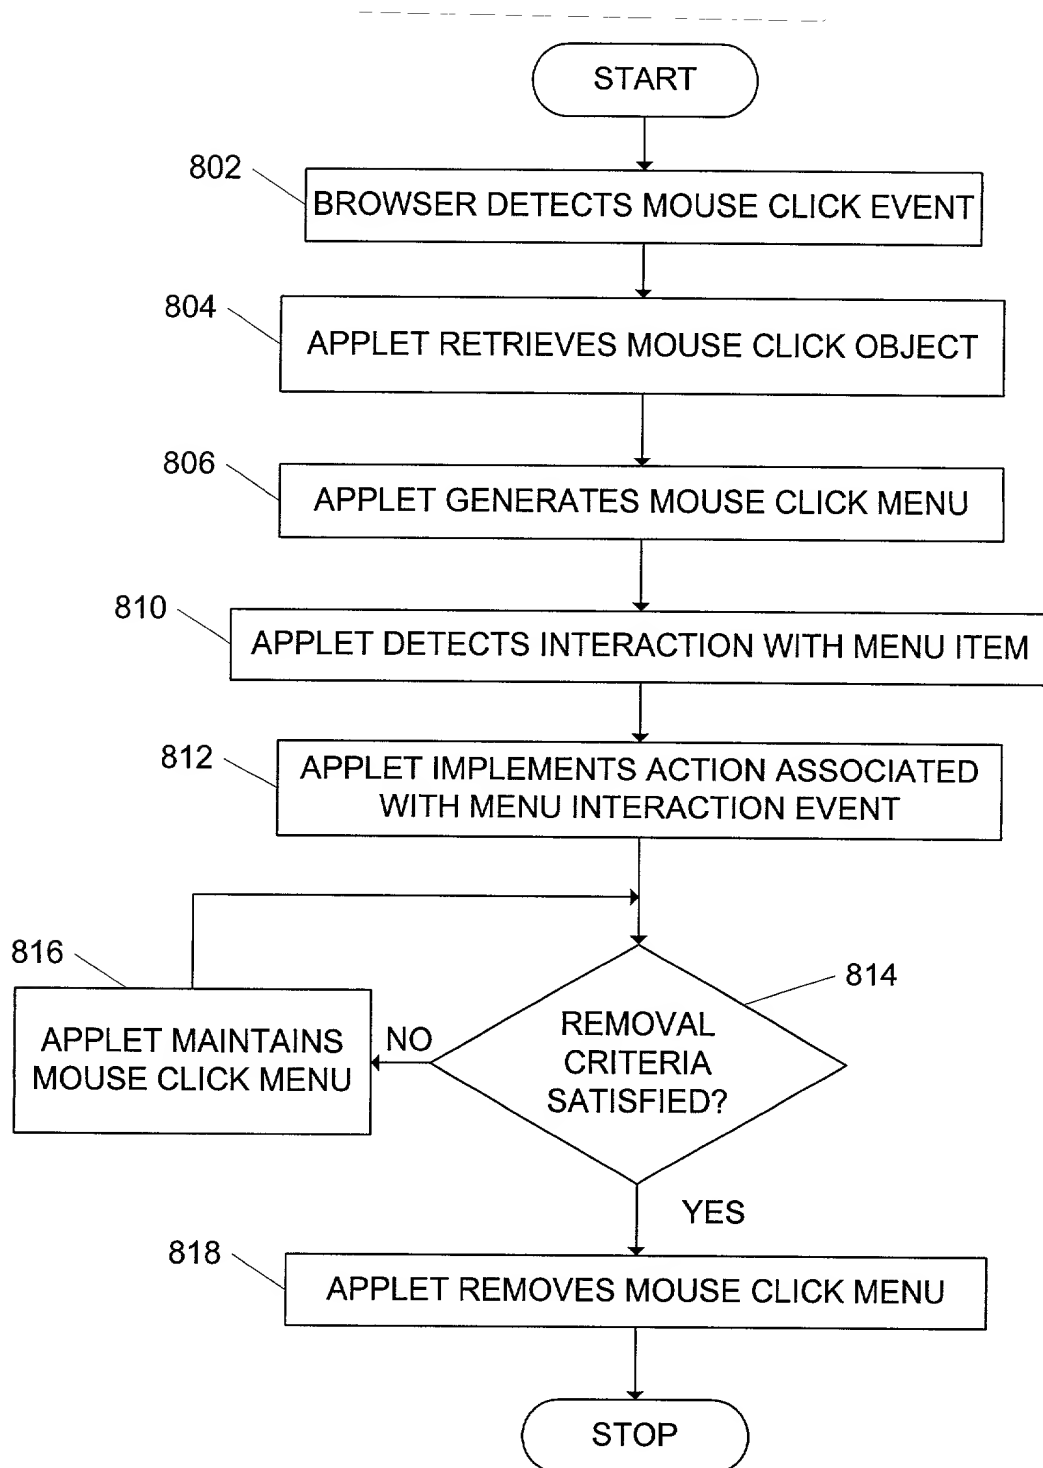 START
802
BROWSER DETECTS MOUSE CLICK EVENT
804
APPLET RETRIEVES MOUSE CLICK OBJECT
806
APPLET GENERATES MOUSE CLICK MENU
810
APPLET DETECTS INTERACTION WITH MENU ITEM
812
APPLET IMPLEMENTS ACTION ASSOCIATED
WITH MENU INTERACTION EVENT
816
APPLET MAINTAINS
MOUSE CLICK MENU
NO
814
REMOVAL
CRITERIA
SATISFIED?
YES
818
APPLET REMOVES MOUSE CLICK MENU
STOP